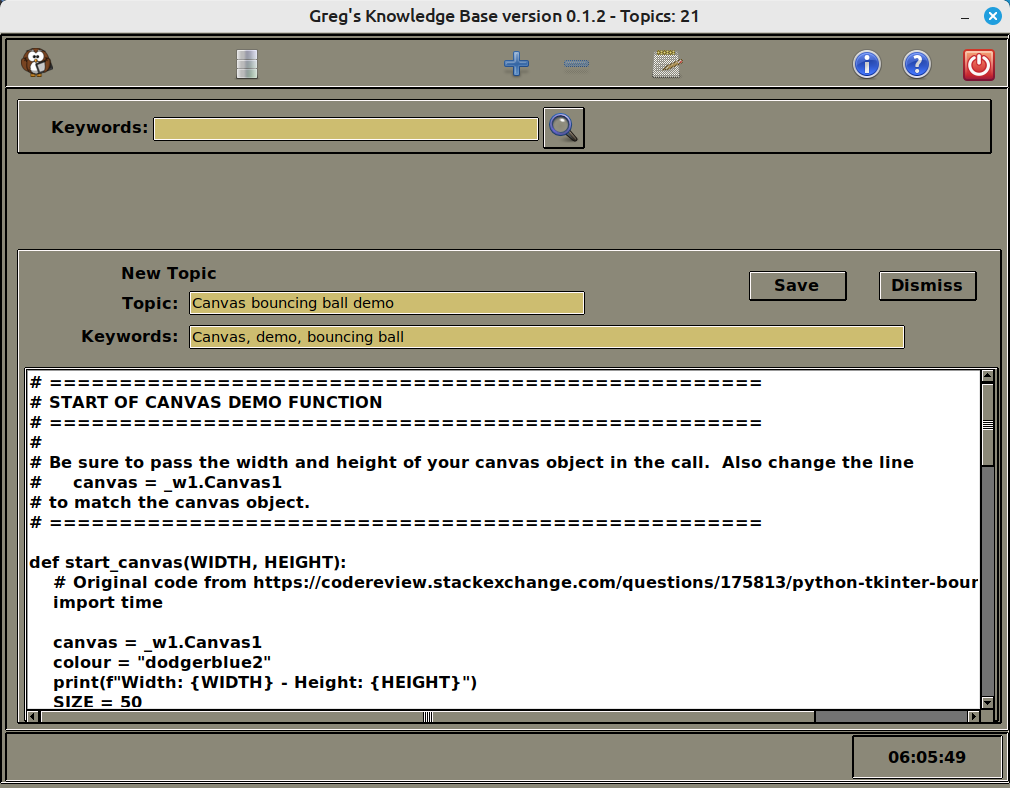 Greg's Knowledge Base version 0.1.2 - Topics: 21
Keywords:
New Topic
Save
Dismiss
Topic: Canvas bouncing ball demo
Keywords: Canvas, demo, bouncing ball
# ===================================================
# START OF CANVAS DEMO FUNCTION
# ===================================================
#
# Be sure to pass the width and height of your canvas object in the call.  Also change the line
#     canvas = _w1.Canvas1
# to match the canvas object.
# ===================================================
def start_canvas(WIDTH, HEIGHT):
    # Original code from https://codereview.stackexchange.com/questions/175813/python-tkinter-bour
    import time
    canvas = _w1.Canvas1
    colour = "dodgerblue2"
    print(f"Width: {WIDTH} - Height: {HEIGHT}")
    SIZE = 50
06:05:49